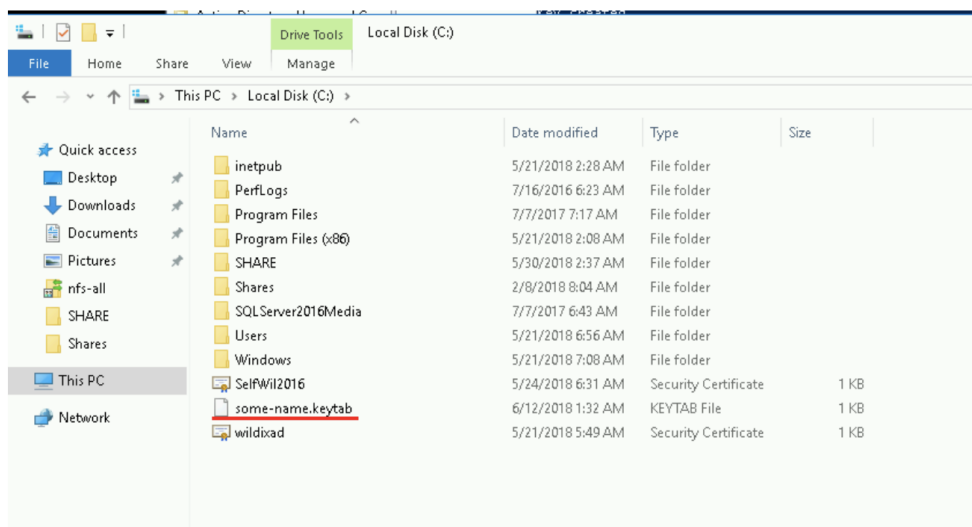 Key created
Drive Tools Local Disk (C:)
File Home Share View Manage
This PC > Local Disk (C:) >
Name Date modified Type Size
Quick access
Desktop
Downloads
Documents
Pictures
nfs-all
SHARE
Shares
This PC
Network
inetpub 5/21/2018 2:28 AM File folder
PerfLogs 7/16/2016 6:23 AM File folder
Program Files 7/7/2017 7:17 AM File folder
Program Files (x86) 5/21/2018 2:08 AM File folder
SHARE 5/30/2018 2:37 AM File folder
Shares 2/8/2018 8:04 AM File folder
SQLServer2016Media 7/7/2017 6:43 AM File folder
Users 5/21/2018 6:56 AM File folder
Windows 5/21/2018 7:08 AM File folder
SelfWil2016 5/24/2018 6:31 AM Security Certificate 1 KB
some-name.keytab 6/12/2018 1:32 AM KEYTAB File 1 KB
wildixad 5/21/2018 5:49 AM Security Certificate 1 KB